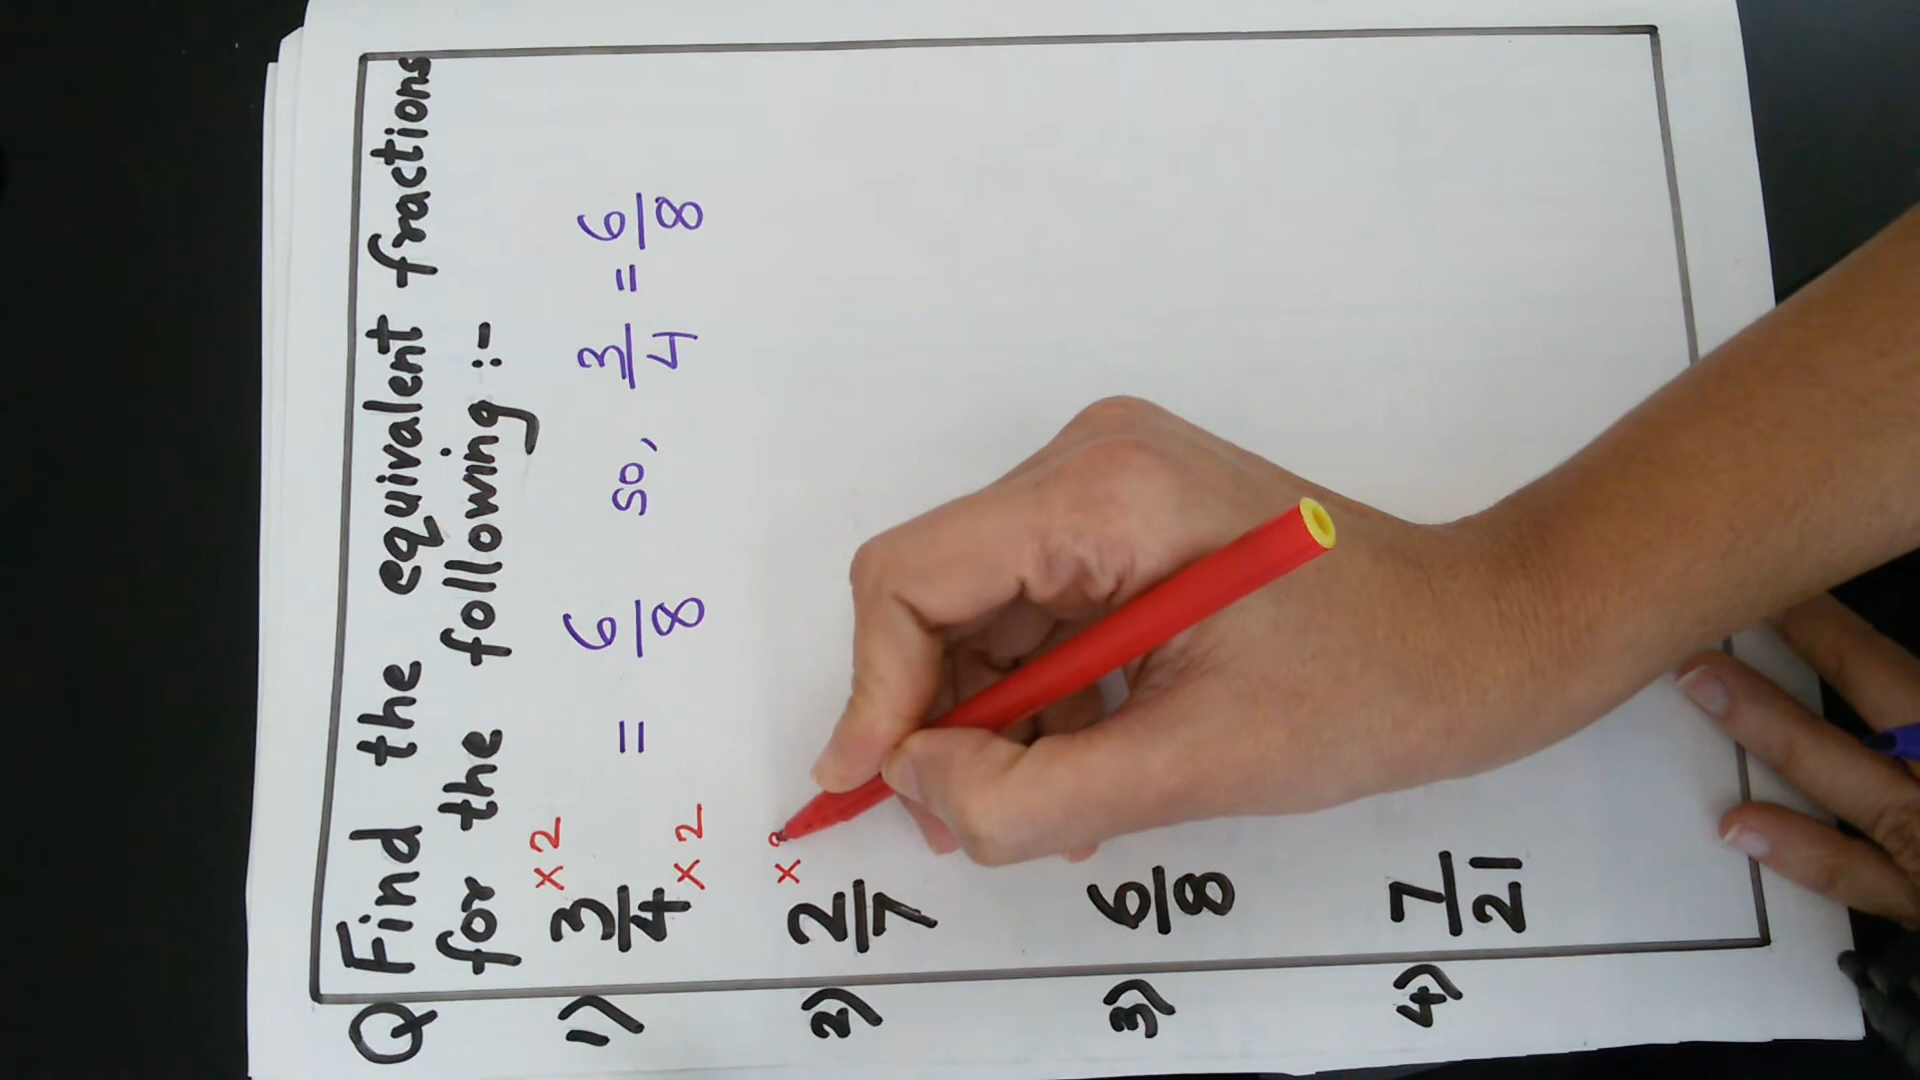 Q Find the equivalent fractions
for the following :-
1) 3/4 ×2 ×2 = 6/8 so, 3/4 = 6/8
2) 2/7 ×
3) 6/8
4) 7/21